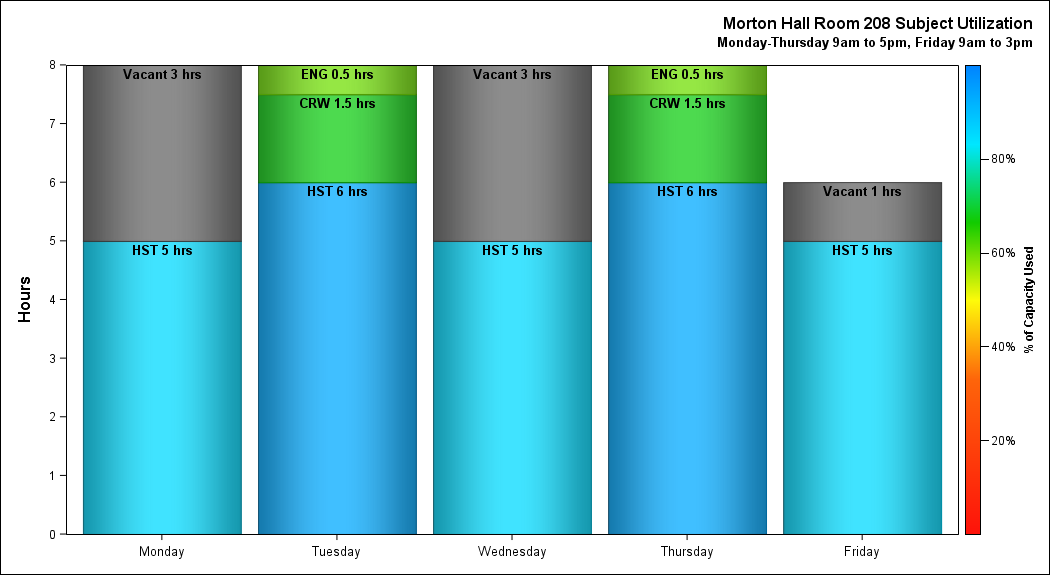 Morton Hall Room 208 Subject Utilization
Monday-Thursday 9am to 5pm, Friday 9am to 3pm
Hours
8
7
6
5
4
3
2
1
0
Vacant 3 hrs
HST 5 hrs
ENG 0.5 hrs
CRW 1.5 hrs
HST 6 hrs
Vacant 3 hrs
HST 5 hrs
ENG 0.5 hrs
CRW 1.5 hrs
HST 6 hrs
Vacant 1 hrs
HST 5 hrs
Monday Tuesday Wednesday Thursday Friday
80%
60%
40%
20%
% of Capacity Used